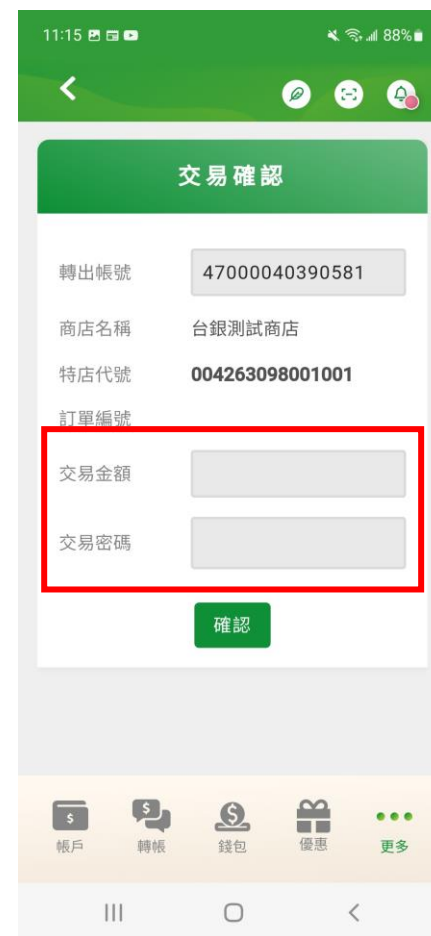 11:15 88%
交易確認
轉出帳號 47000040390581
商店名稱 台銀測試商店
特店代號 004263098001001
訂單編號
交易金額
交易密碼
確認
帳戶 轉帳 錢包 優惠 更多